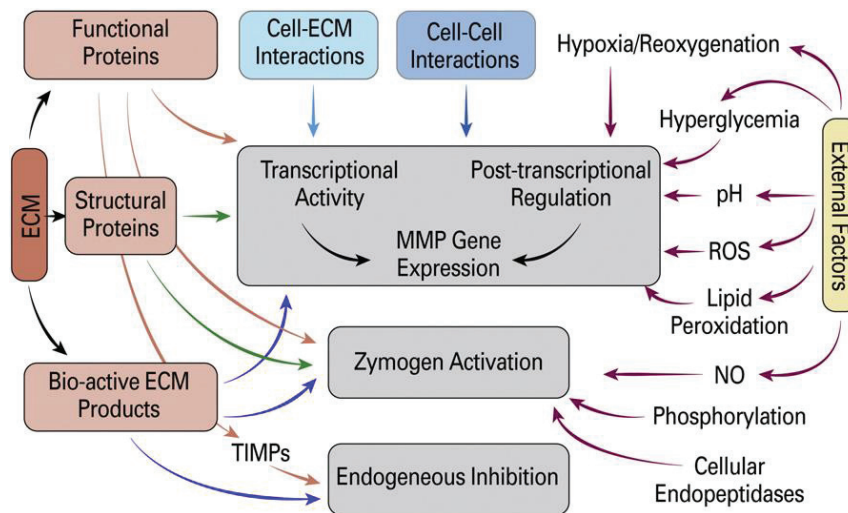 Functional
Proteins
Cell-ECM
Interactions
Cell-Cell
Interactions
Hypoxia/Reoxygenation
Hyperglycemia
External Factors
ECM
Structural
Proteins
Transcriptional
Activity
Post-transcriptional
Regulation
MMP Gene
Expression
pH
ROS
Lipid
Peroxidation
Bio-active ECM
Products
Zymogen Activation
NO
Phosphorylation
TIMPs
Endogeneous Inhibition
Cellular
Endopeptidases